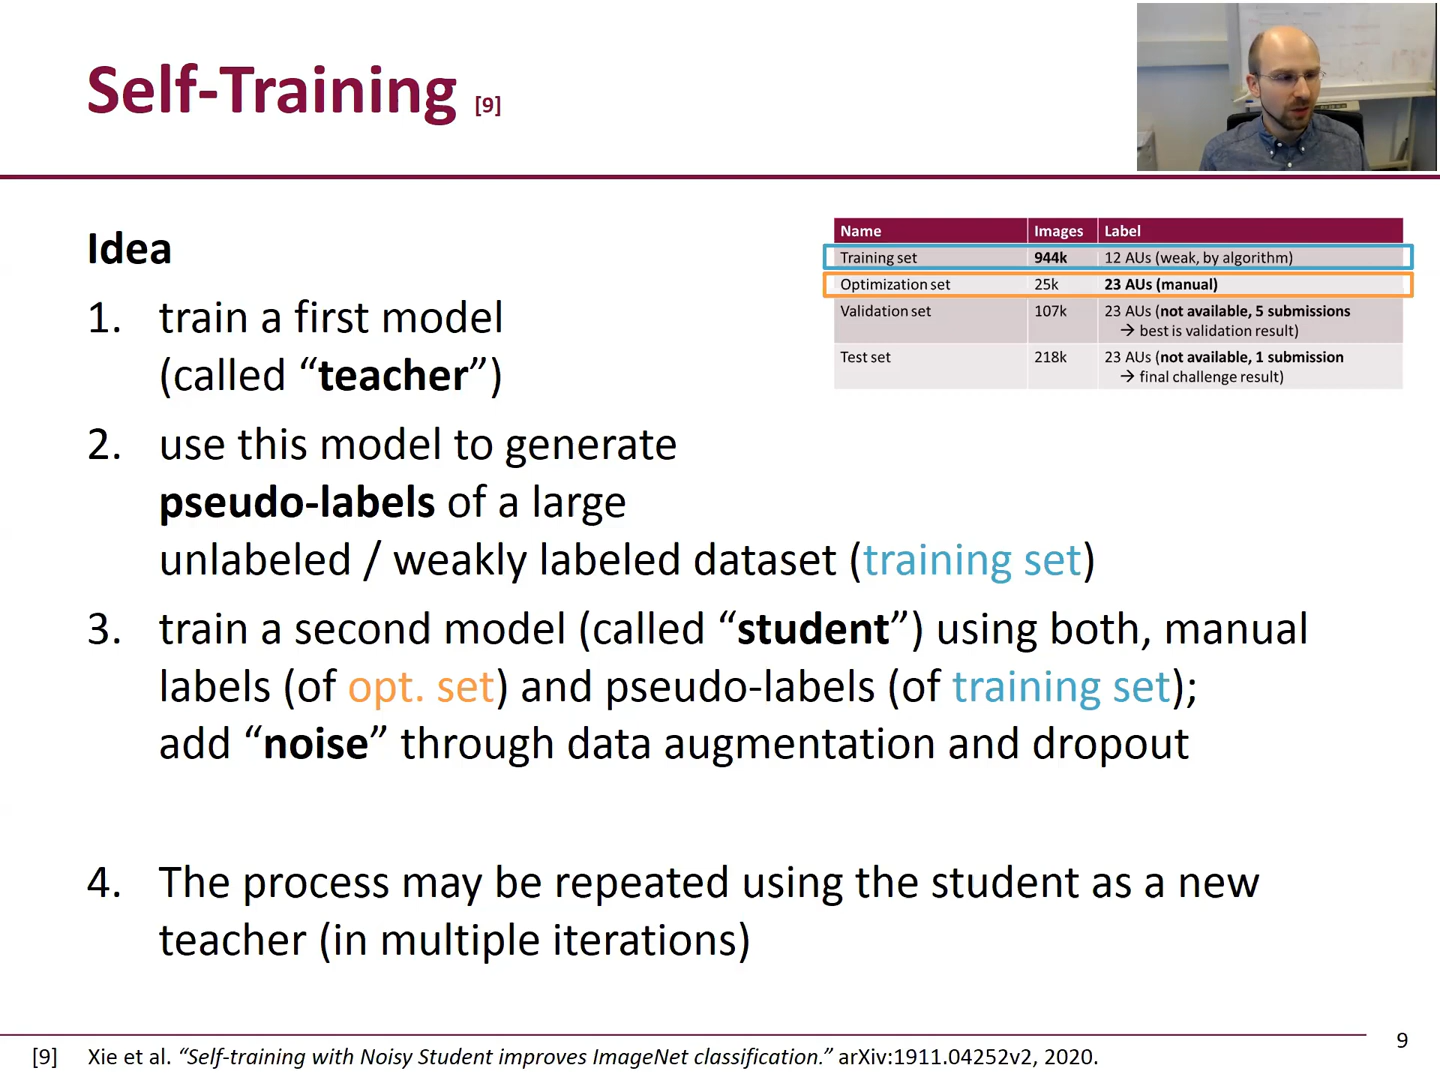 Self-Training [9]
Idea
1. train a first model
(called “teacher”)
2. use this model to generate
pseudo-labels of a large
unlabeled / weakly labeled dataset (training set)
3. train a second model (called “student”) using both, manual
labels (of opt. set) and pseudo-labels (of training set);
add “noise” through data augmentation and dropout
4. The process may be repeated using the student as a new
teacher (in multiple iterations)
Name Images Label
Training set 944k 12 AUs (weak, by algorithm)
Optimization set 25k 23 AUs (manual)
Validation set 107k 23 AUs (not available, 5 submissions
→ best is validation result)
Test set 218k 23 AUs (not available, 1 submission
→ final challenge result)
[9] Xie et al. “Self-training with Noisy Student improves ImageNet classification.” arXiv:1911.04252v2, 2020.
9